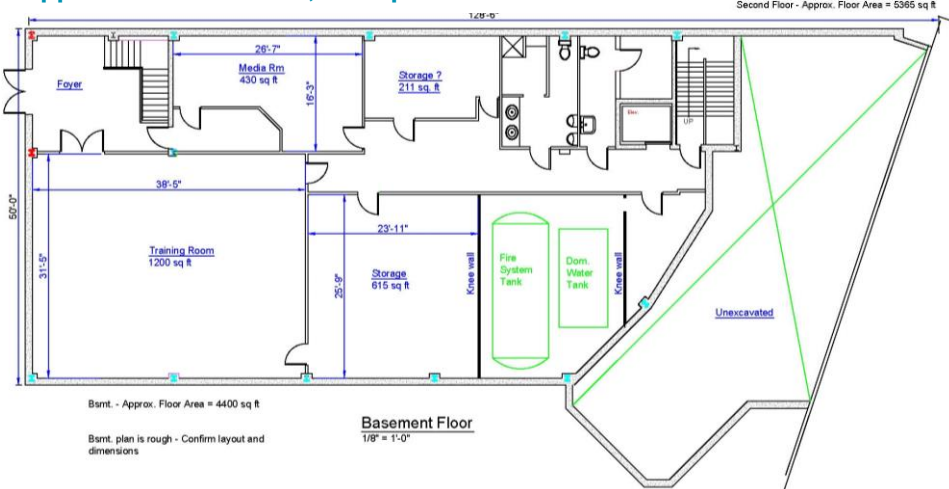 Second Floor - Approx. Floor Area = 5365 sq ft
128'-6"
Foyer
26'-7"
Media Rm
430 sq ft
16'-3"
Storage ?
211 sq. ft
Elev.
UP
50'-0"
38'-5"
31'-5"
Training Room
1200 sq ft
23'-11"
25'-9"
Storage
615 sq ft
Knee wall
Fire
System
Tank
Dom.
Water
Tank
Knee wall
Unexcavated
Bsmt. - Approx. Floor Area = 4400 sq ft
Basement Floor
1/8" = 1'-0"
Bsmt. plan is rough - Confirm layout and
dimensions